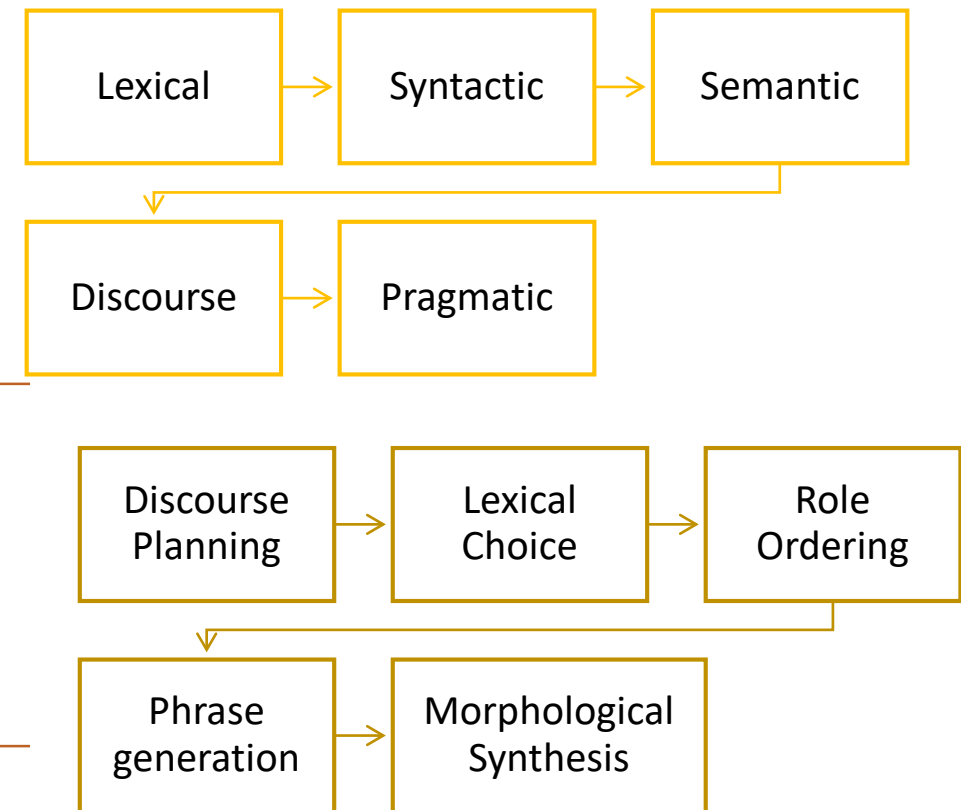 Lexical
Syntactic
Semantic
Discourse
Pragmatic
Discourse
Planning
Lexical
Choice
Role
Ordering
Phrase
generation
Morphological
Synthesis